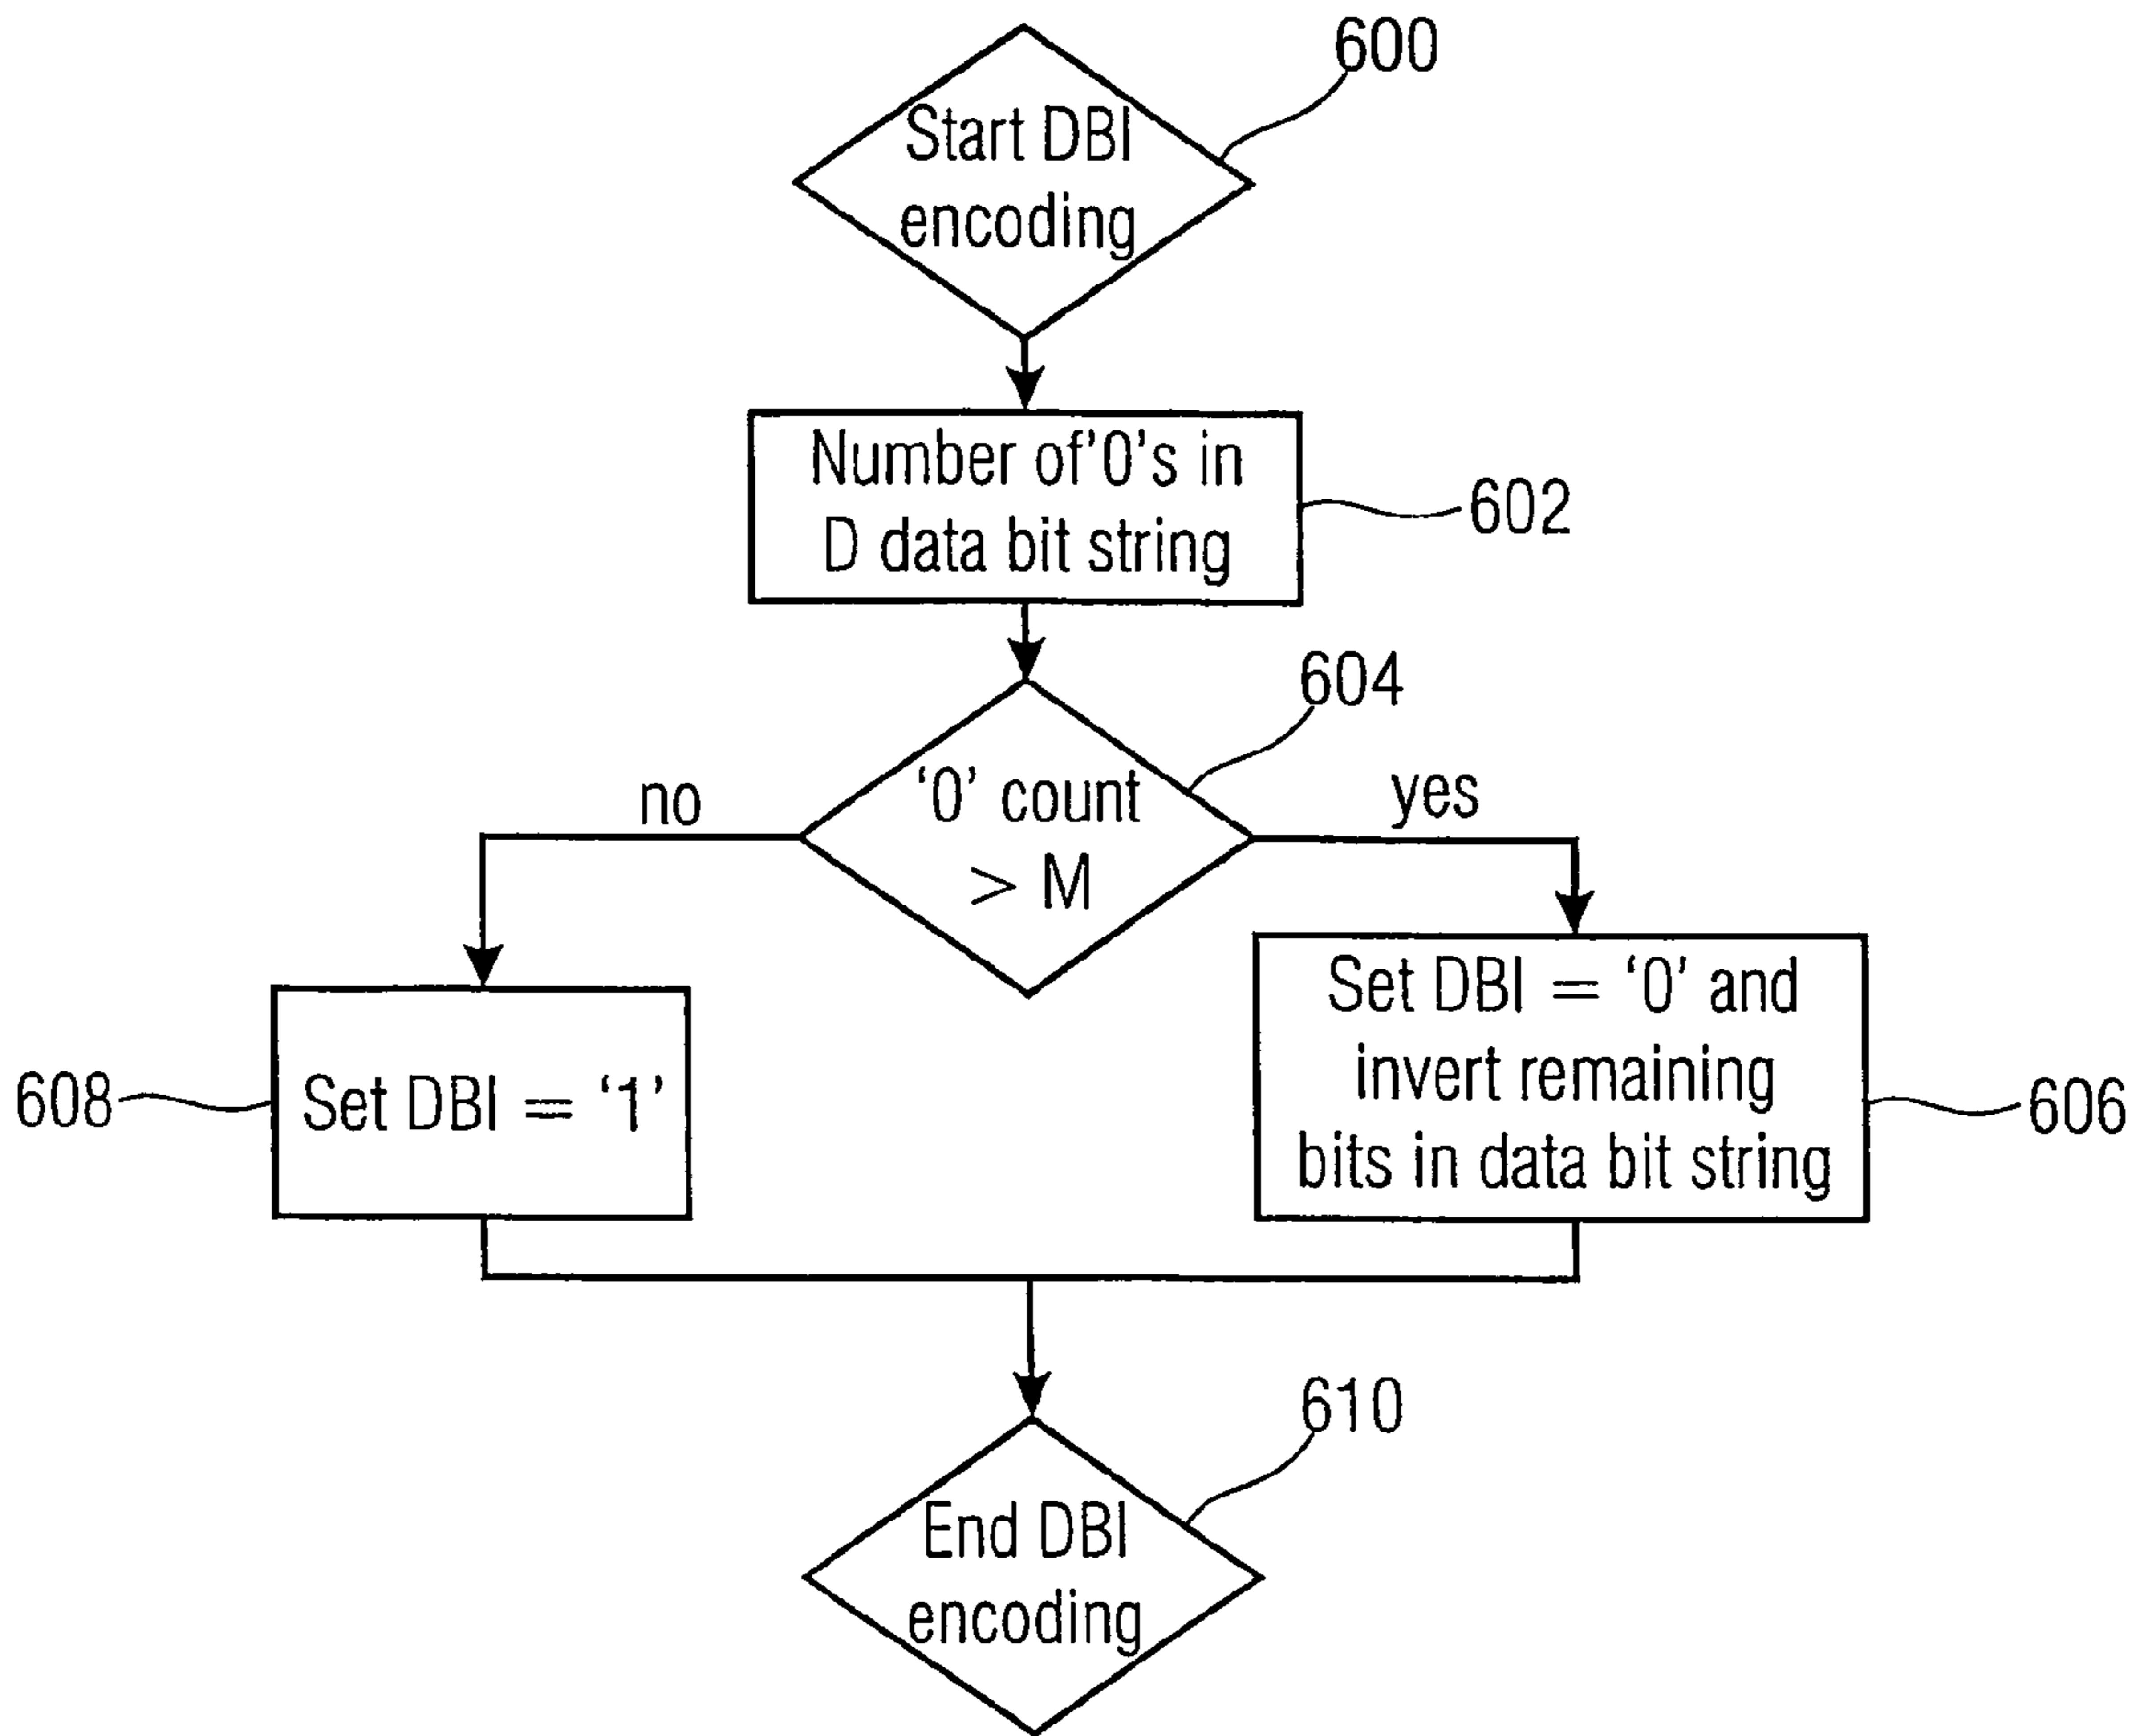 600
Start DBI
encoding
Number of'0's in
D data bit string
602
604
'0' count
> M
no
yes
Set DBI = '0' and
invert remaining
bits in data bit string
606
608
Set DBI = '1'
610
End DBI
encoding